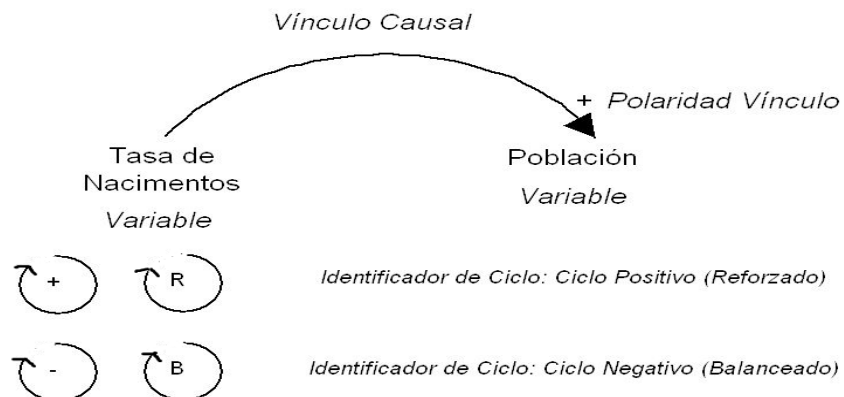 Vínculo Causal
+ Polaridad Vínculo
Tasa de
Nacimentos
Variable
Población
Variable
+ R Identificador de Ciclo: Ciclo Positivo (Reforzado)
- B Identificador de Ciclo: Ciclo Negativo (Balanceado)